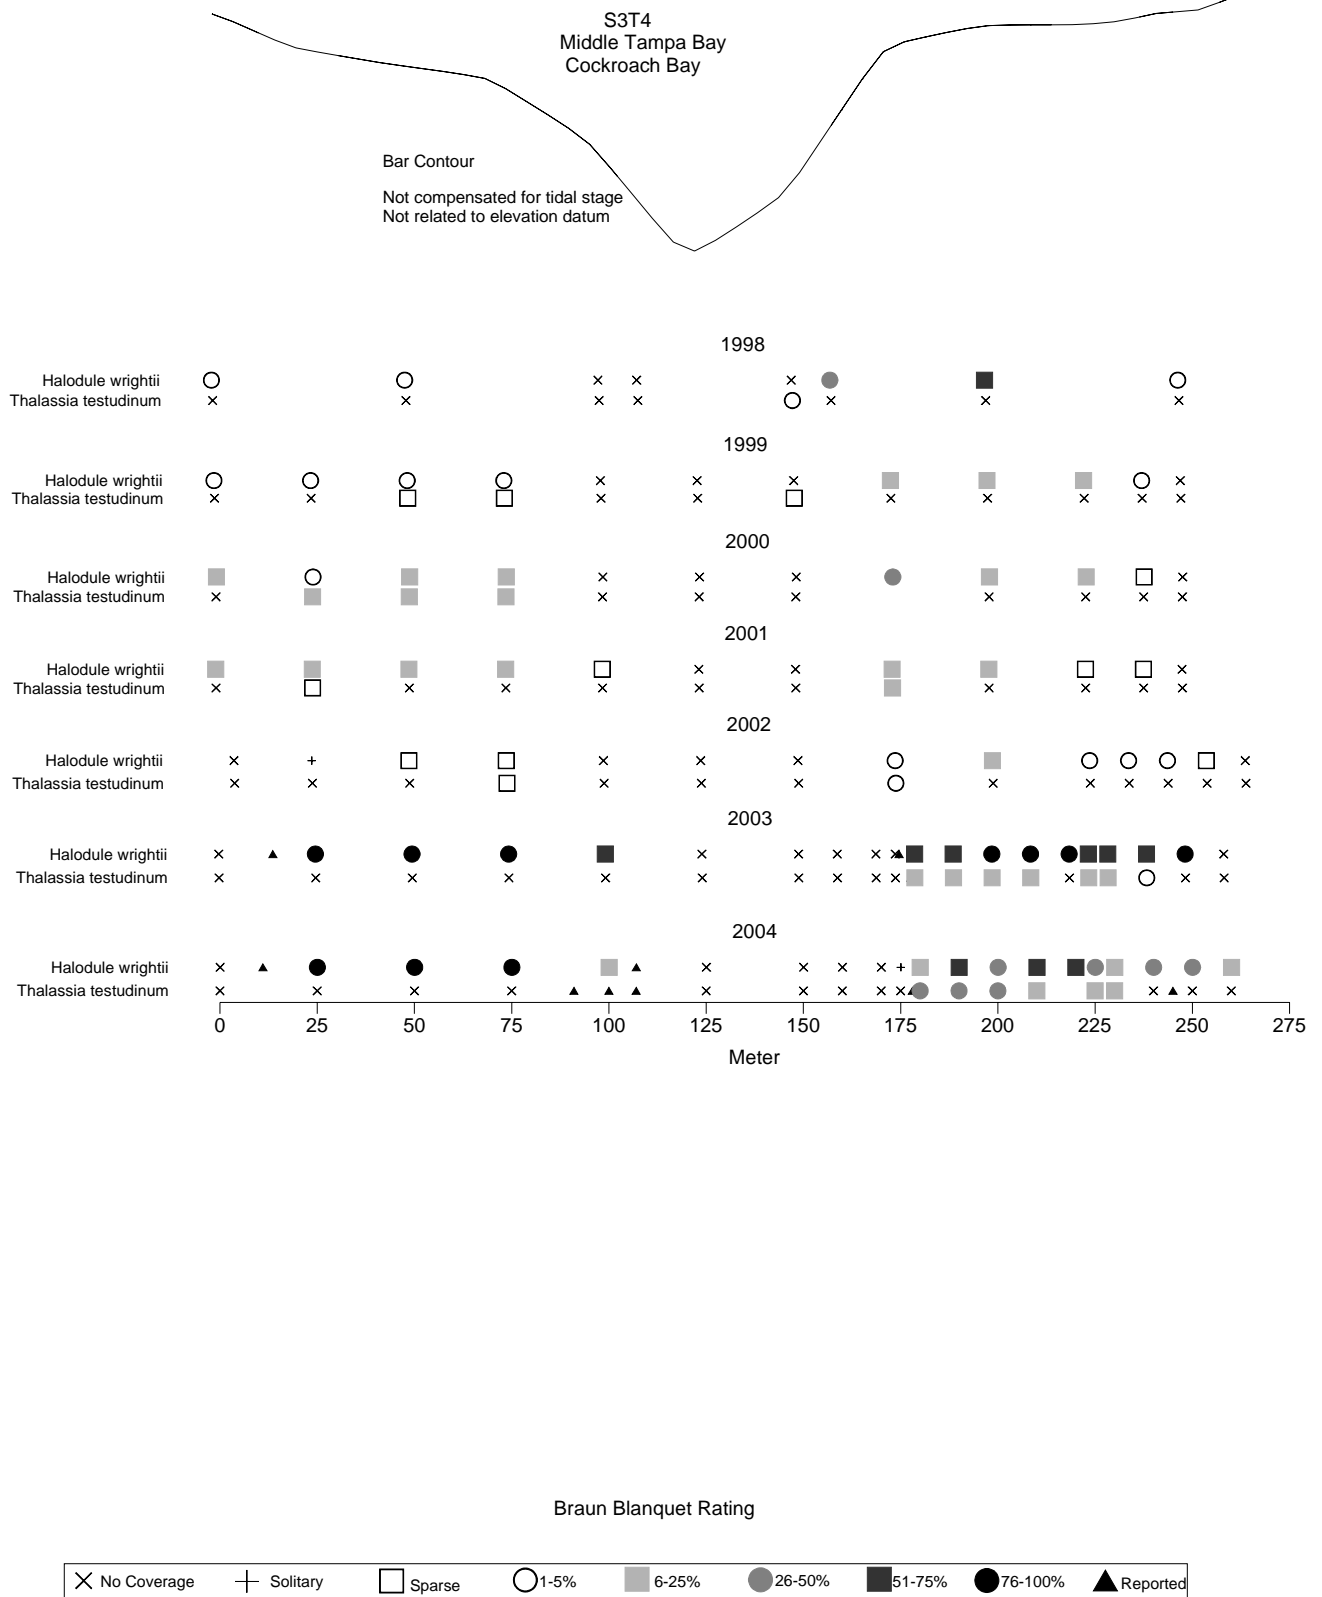 S3T4
Middle Tampa Bay
Cockroach Bay
Bar Contour
Not compensated for tidal stage
Not related to elevation datum
1998
Halodule wrightii
Thalassia testudinum
1999
Halodule wrightii
Thalassia testudinum
2000
Halodule wrightii
Thalassia testudinum
2001
Halodule wrightii
Thalassia testudinum
2002
Halodule wrightii
Thalassia testudinum
2003
Halodule wrightii
Thalassia testudinum
2004
Halodule wrightii
Thalassia testudinum
0 25 50 75 100 125 150 175 200 225 250 275
Meter
Braun Blanquet Rating
No Coverage Solitary Sparse 1-5% 6-25% 26-50% 51-75% 76-100% Reported